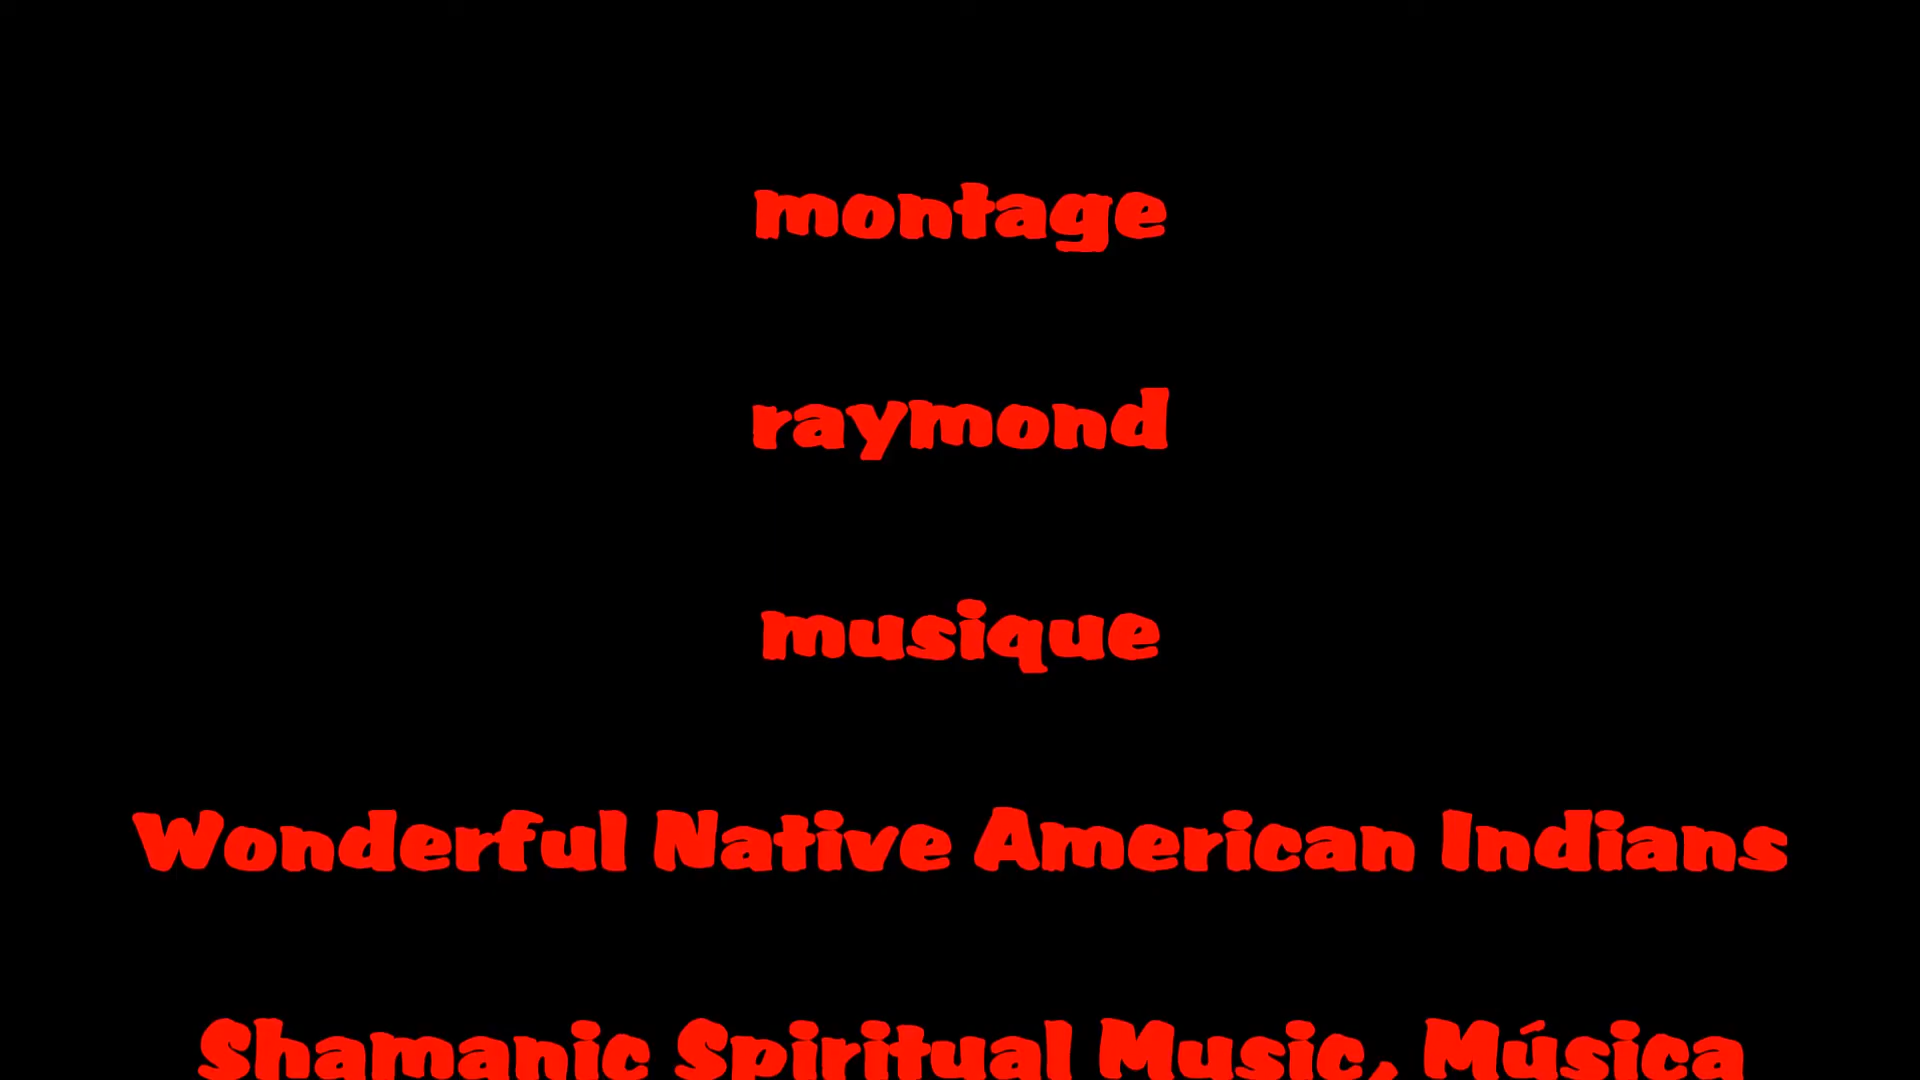 montage
raymond
musique
Wonderful Native American Indians
Shamanic Spiritual Music, Música